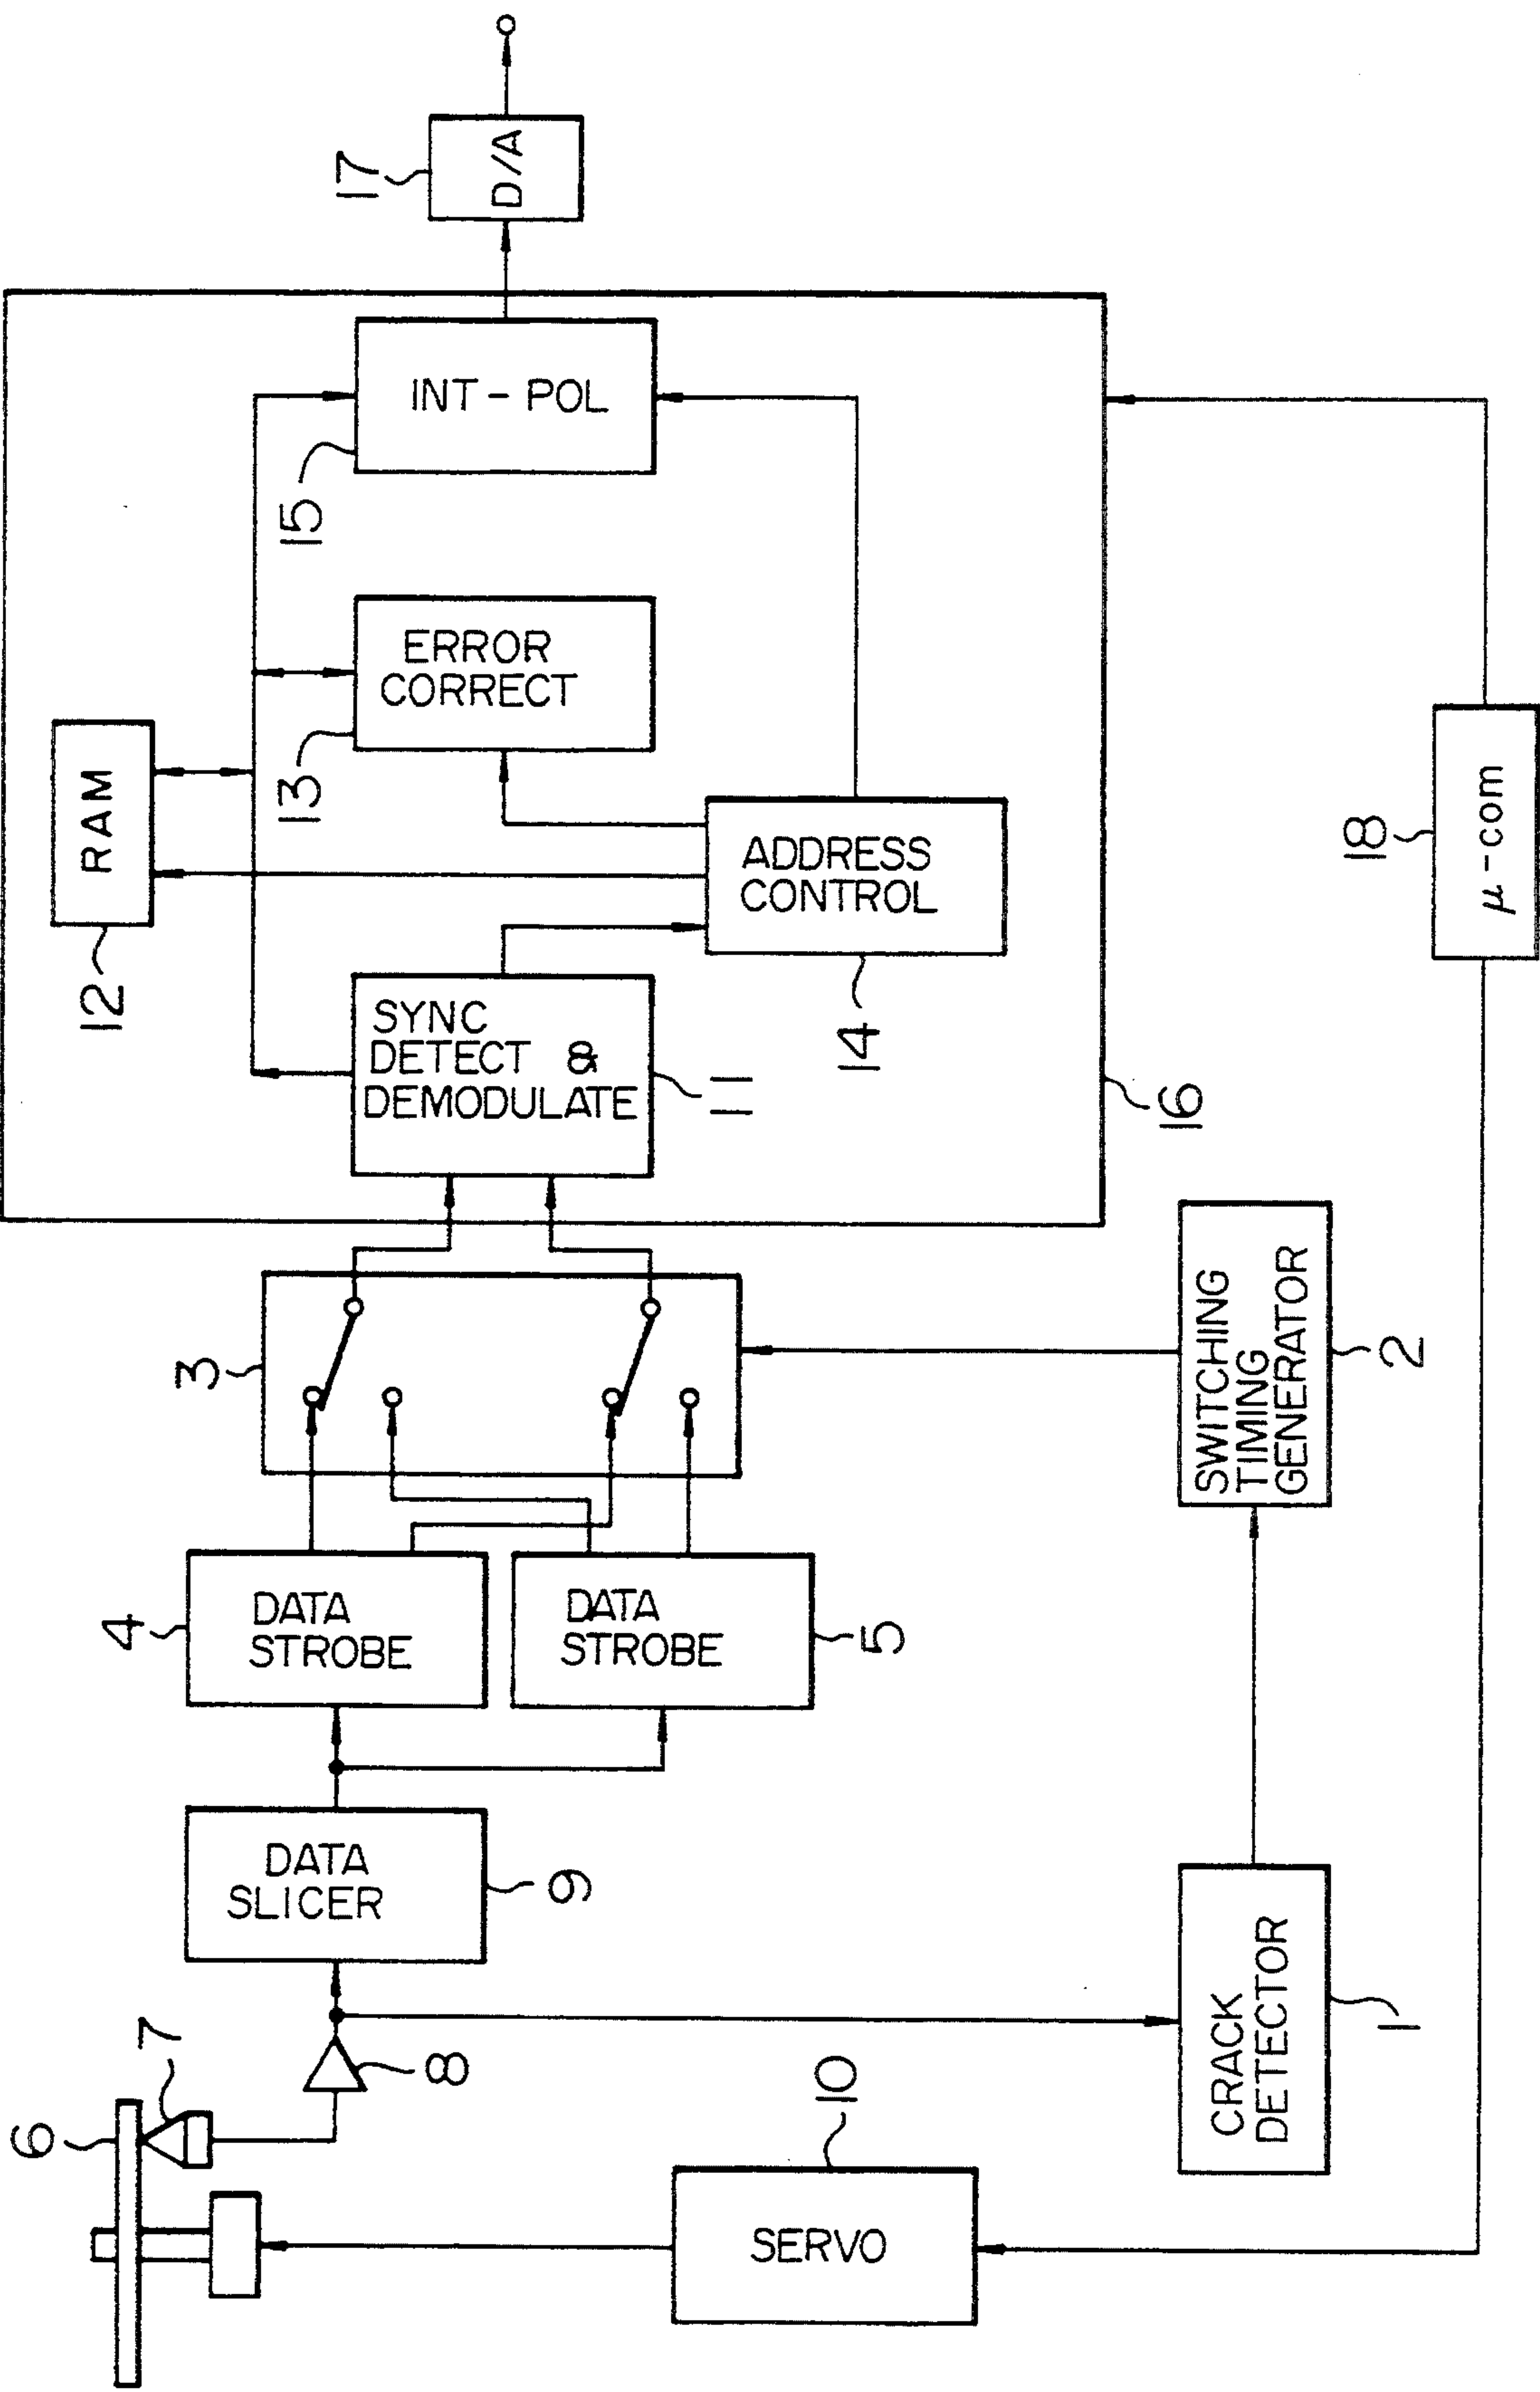 6
7
8
DATA
SLICER
9
4
DATA
STROBE
DATA
STROBE
5
3
SYNC
DETECT &
DEMODULATE
11
12
RAM
13
ERROR
CORRECT
ADDRESS
CONTROL
14
15
INT-POL
16
17
D/A
SERVO
10
CRACK
DETECTOR
1
SWITCHING
TIMING
GENERATOR
2
18
μ-com